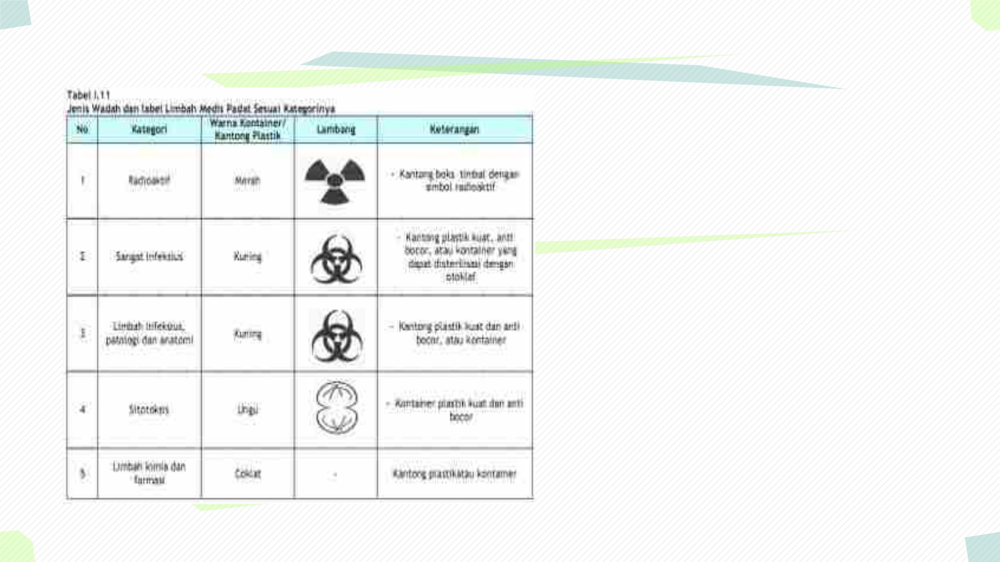 Tabel I.11
Jenis Wadah dan label Limbah Medis Padat Sesuai Kategorinya
No
Kategori
Warna Kontainer/
Kantong Plastik
Lambang
Keterangan
1
Radioaktif
Merah
- Kantong boks timbal dengan
simbol radioaktif
2
Sangat Infeksius
Kuning
- Kantong plastik kuat, anti
bocor, atau kontainer yang
dapat disterilisasi dengan
otoklaf
3
Limbah infeksius,
patologi dan anatomi
Kuning
- Kantong plastik kuat dan anti
bocor, atau kontainer
4
Sitotoksis
Ungu
- Kontainer plastik kuat dan anti
bocor
5
Limbah kimia dan
farmasi
Coklat
-
Kantong plastikatau kontainer